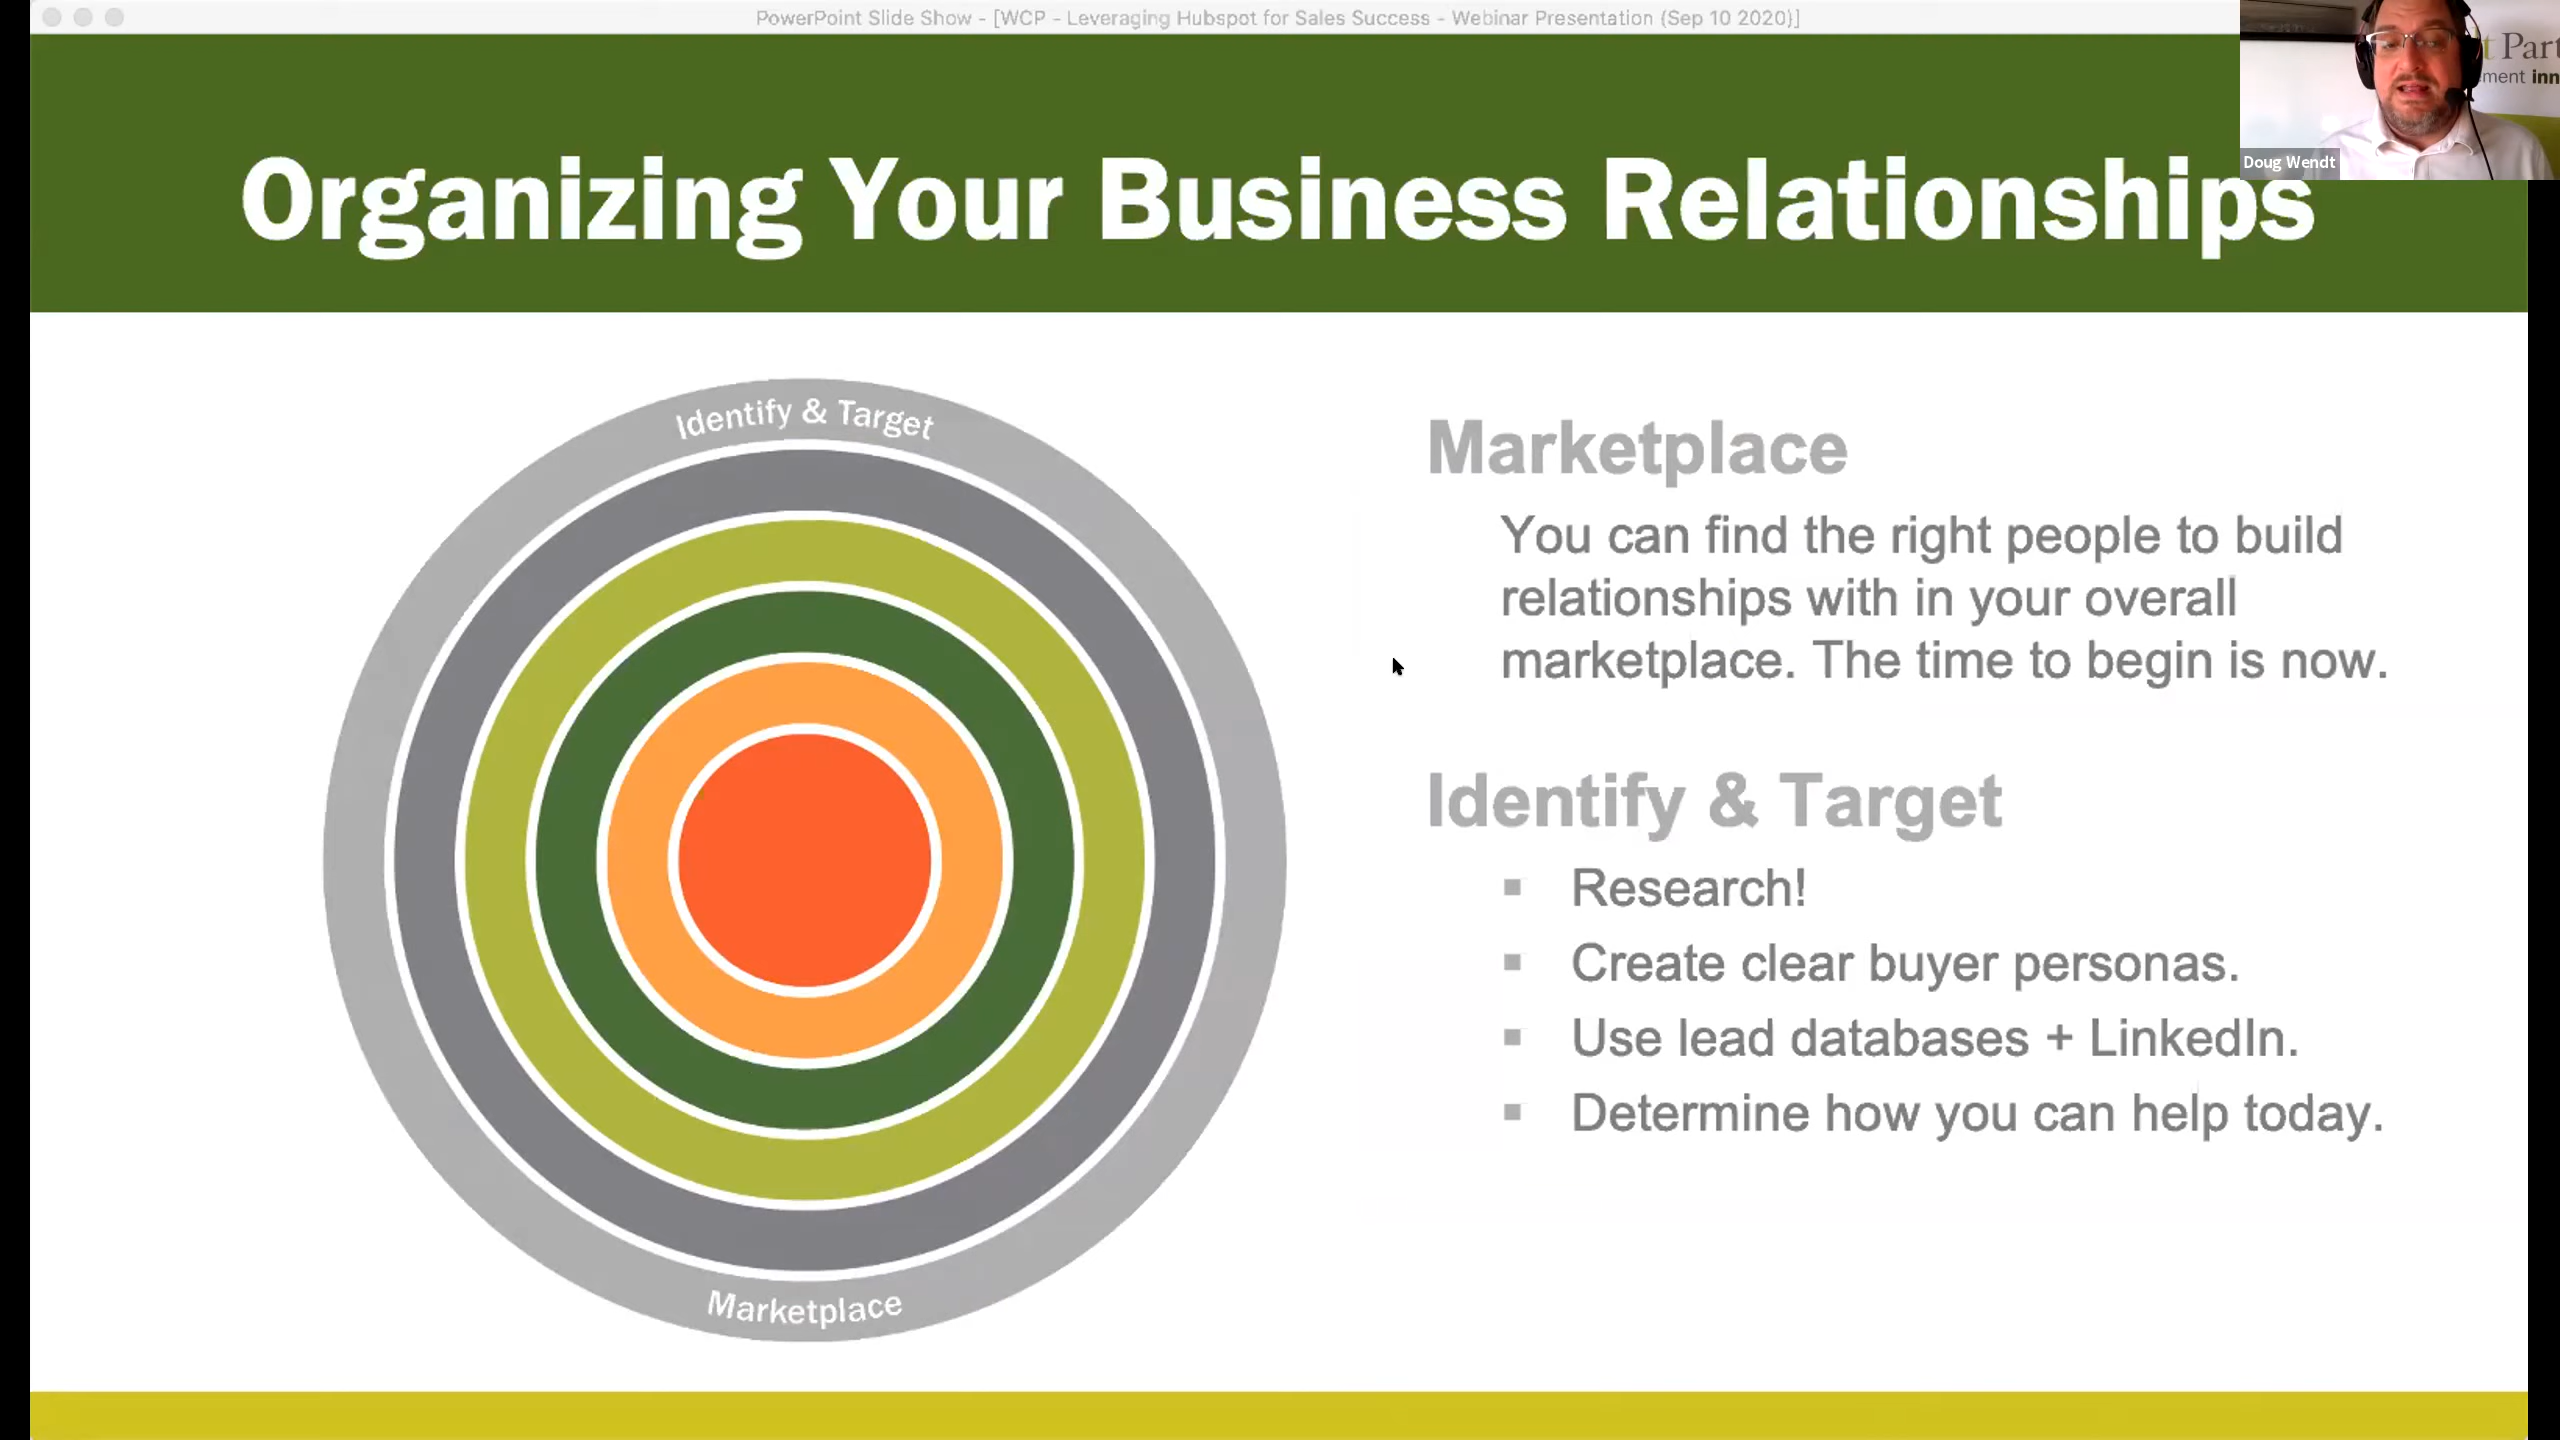 PowerPoint Slide Show - [WCP - Leveraging Hubspot for Sales Success - Webinar Presentation (Sep 10 2020)]
Part
inn
Doug Wendt
Organizing Your Business Relationships
Identify & Target
Marketplace
Marketplace
You can find the right people to build
relationships with in your overall
marketplace. The time to begin is now.
Identify & Target
▪ Research!
▪ Create clear buyer personas.
▪ Use lead databases + LinkedIn.
▪ Determine how you can help today.